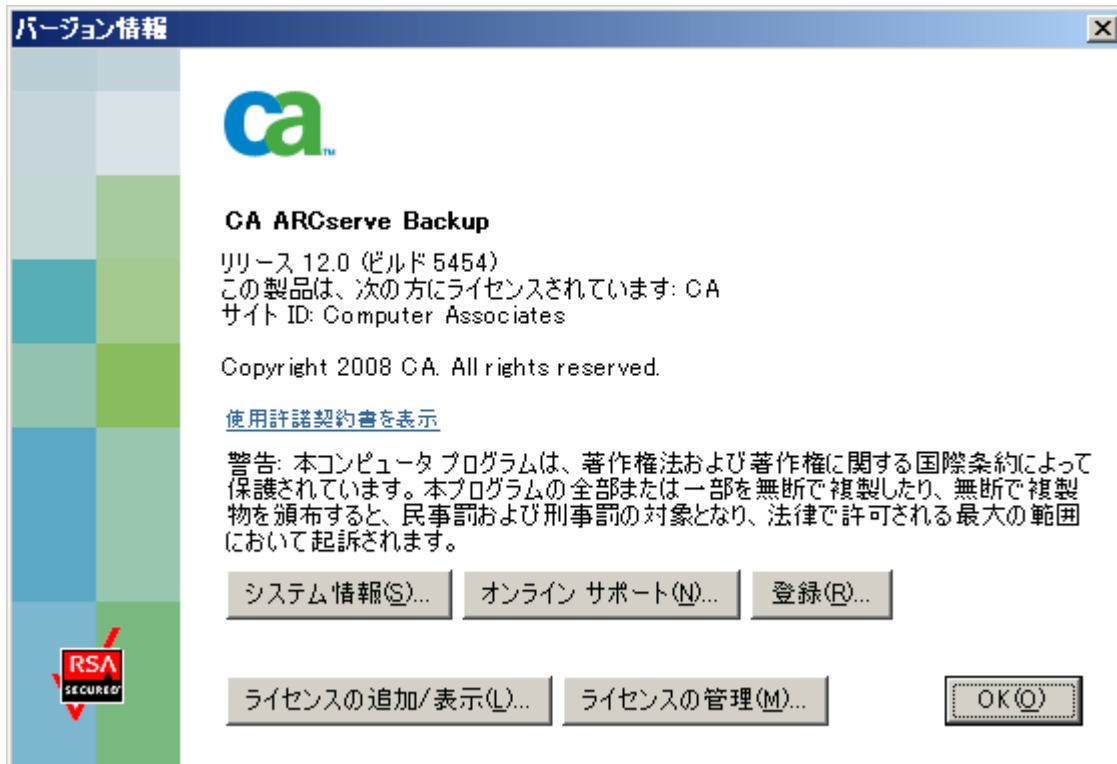 バージョン情報
ca™
CA ARCserve Backup
リリース 12.0 (ビルド 5454)
この製品は、次の方にライセンスされています: CA
サイト ID: Computer Associates
Copyright 2008 CA. All rights reserved.
使用許諾契約書を表示
警告: 本コンピュータ プログラムは、著作権法および著作権に関する国際条約によって
保護されています。本プログラムの全部または一部を無断で複製したり、無断で複製
物を頒布すると、民事罰および刑事罰の対象となり、法律で許可される最大の範囲
において起訴されます。
システム情報(S)... オンライン サポート(N)... 登録(R)...
RSA
SECURED
ライセンスの追加/表示(L)... ライセンスの管理(M)... OK(O)